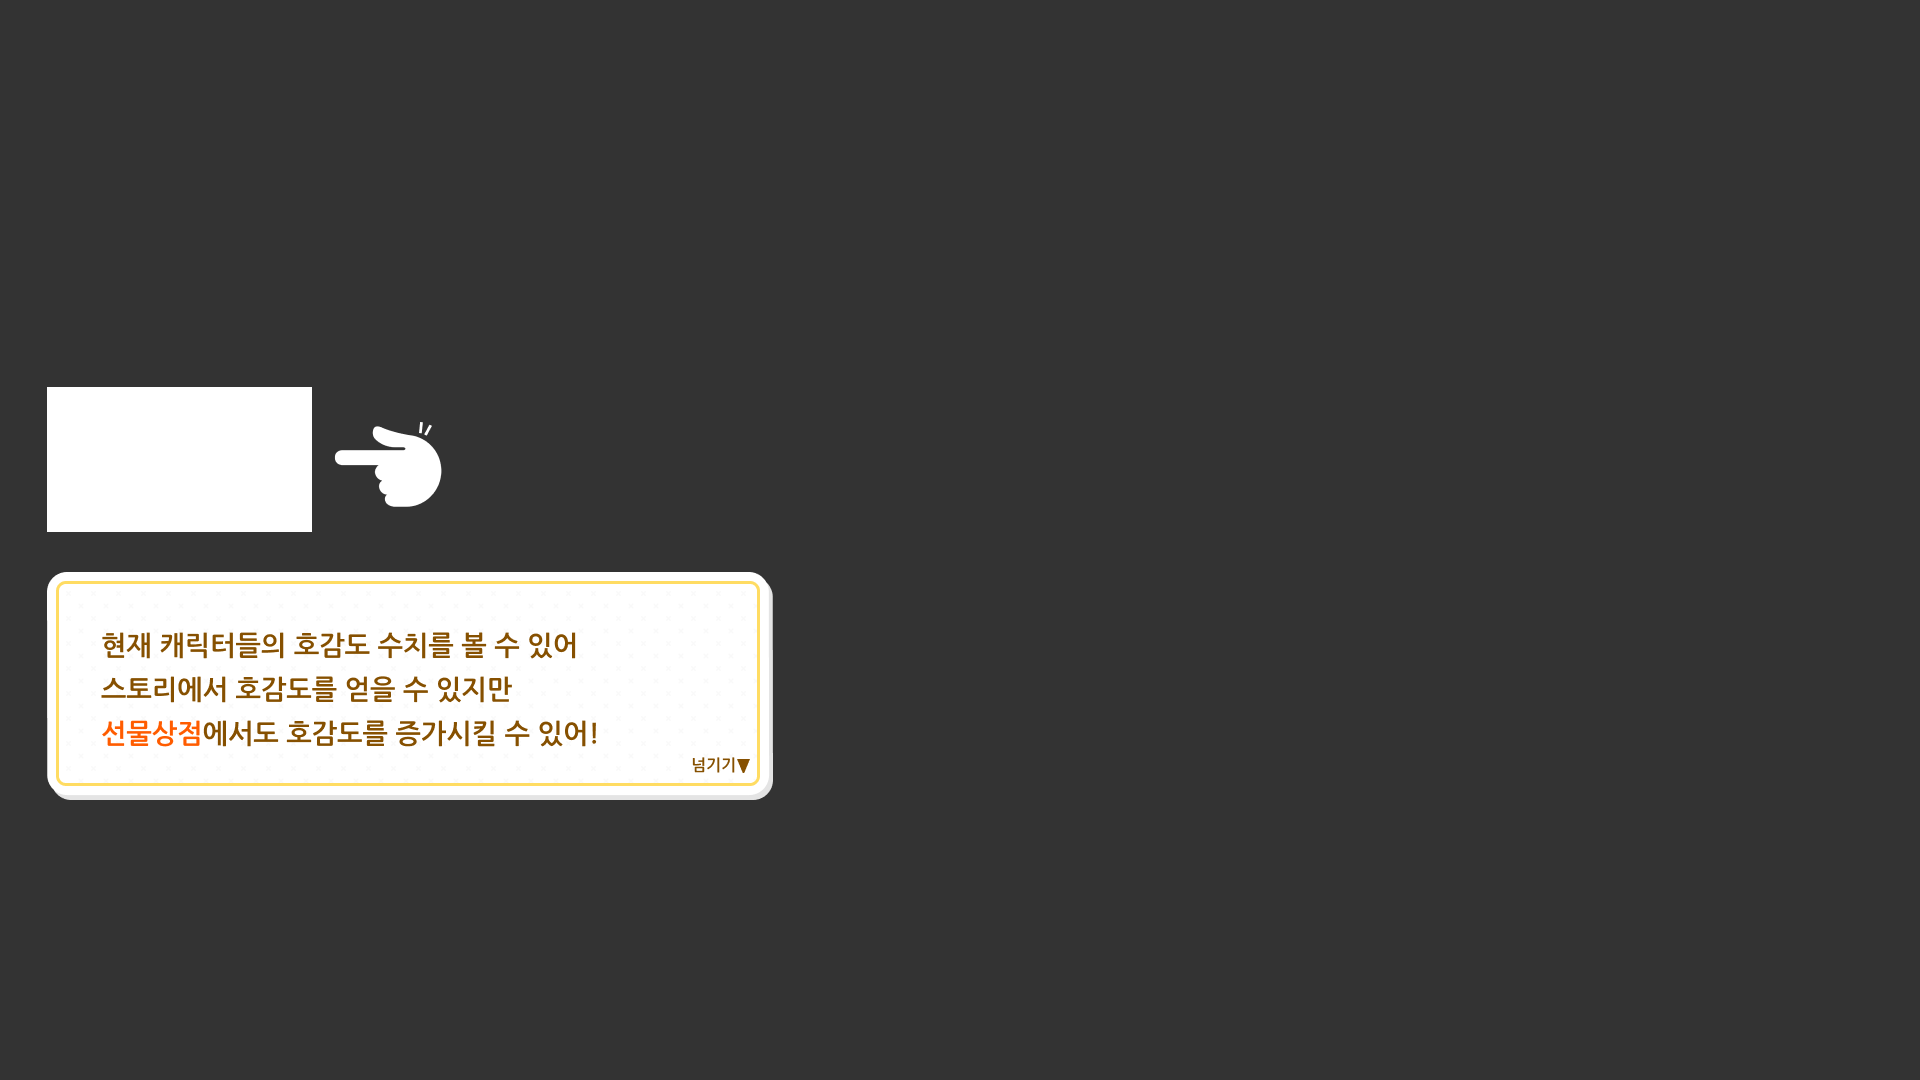 현재 캐릭터들의 호감도 수치를 볼 수 있어
스토리에서 호감도를 얻을 수 있지만
선물상점에서도 호감도를 증가시킬 수 있어!
넘기기▼